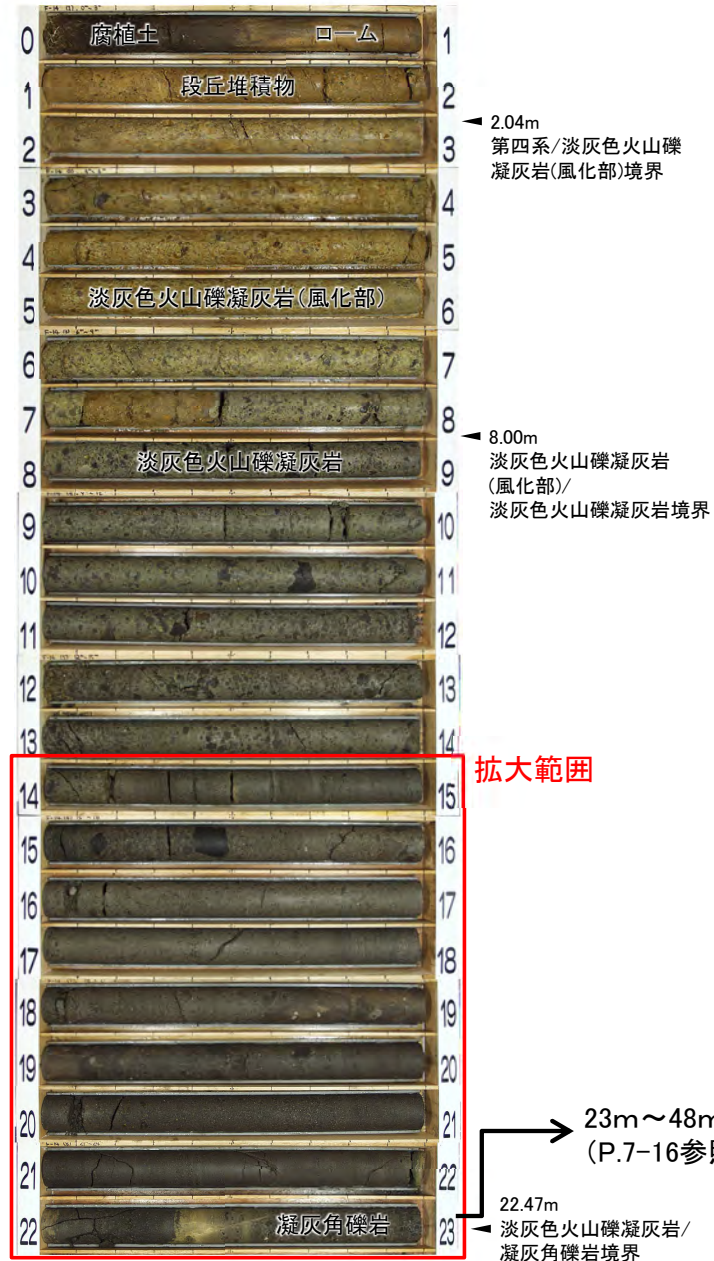 0 腐植土 ローム 1
1 段丘堆積物 2
2 3
◄ 2.04m
第四系/淡灰色火山礫
凝灰岩(風化部)境界
3 4
4 5
5 淡灰色火山礫凝灰岩(風化部) 6
6 7
7 8
◄ 8.00m
淡灰色火山礫凝灰岩
(風化部)/
淡灰色火山礫凝灰岩境界
8 淡灰色火山礫凝灰岩 9
9 10
10 11
11 12
12 13
13 14
拡大範囲
14 15
15 16
16 17
17 18
18 19
19 20
20 21
23m~48m
(P.7-16参照
21 22
22 凝灰角礫岩 23
22.47m
◄ 淡灰色火山礫凝灰岩/
凝灰角礫岩境界